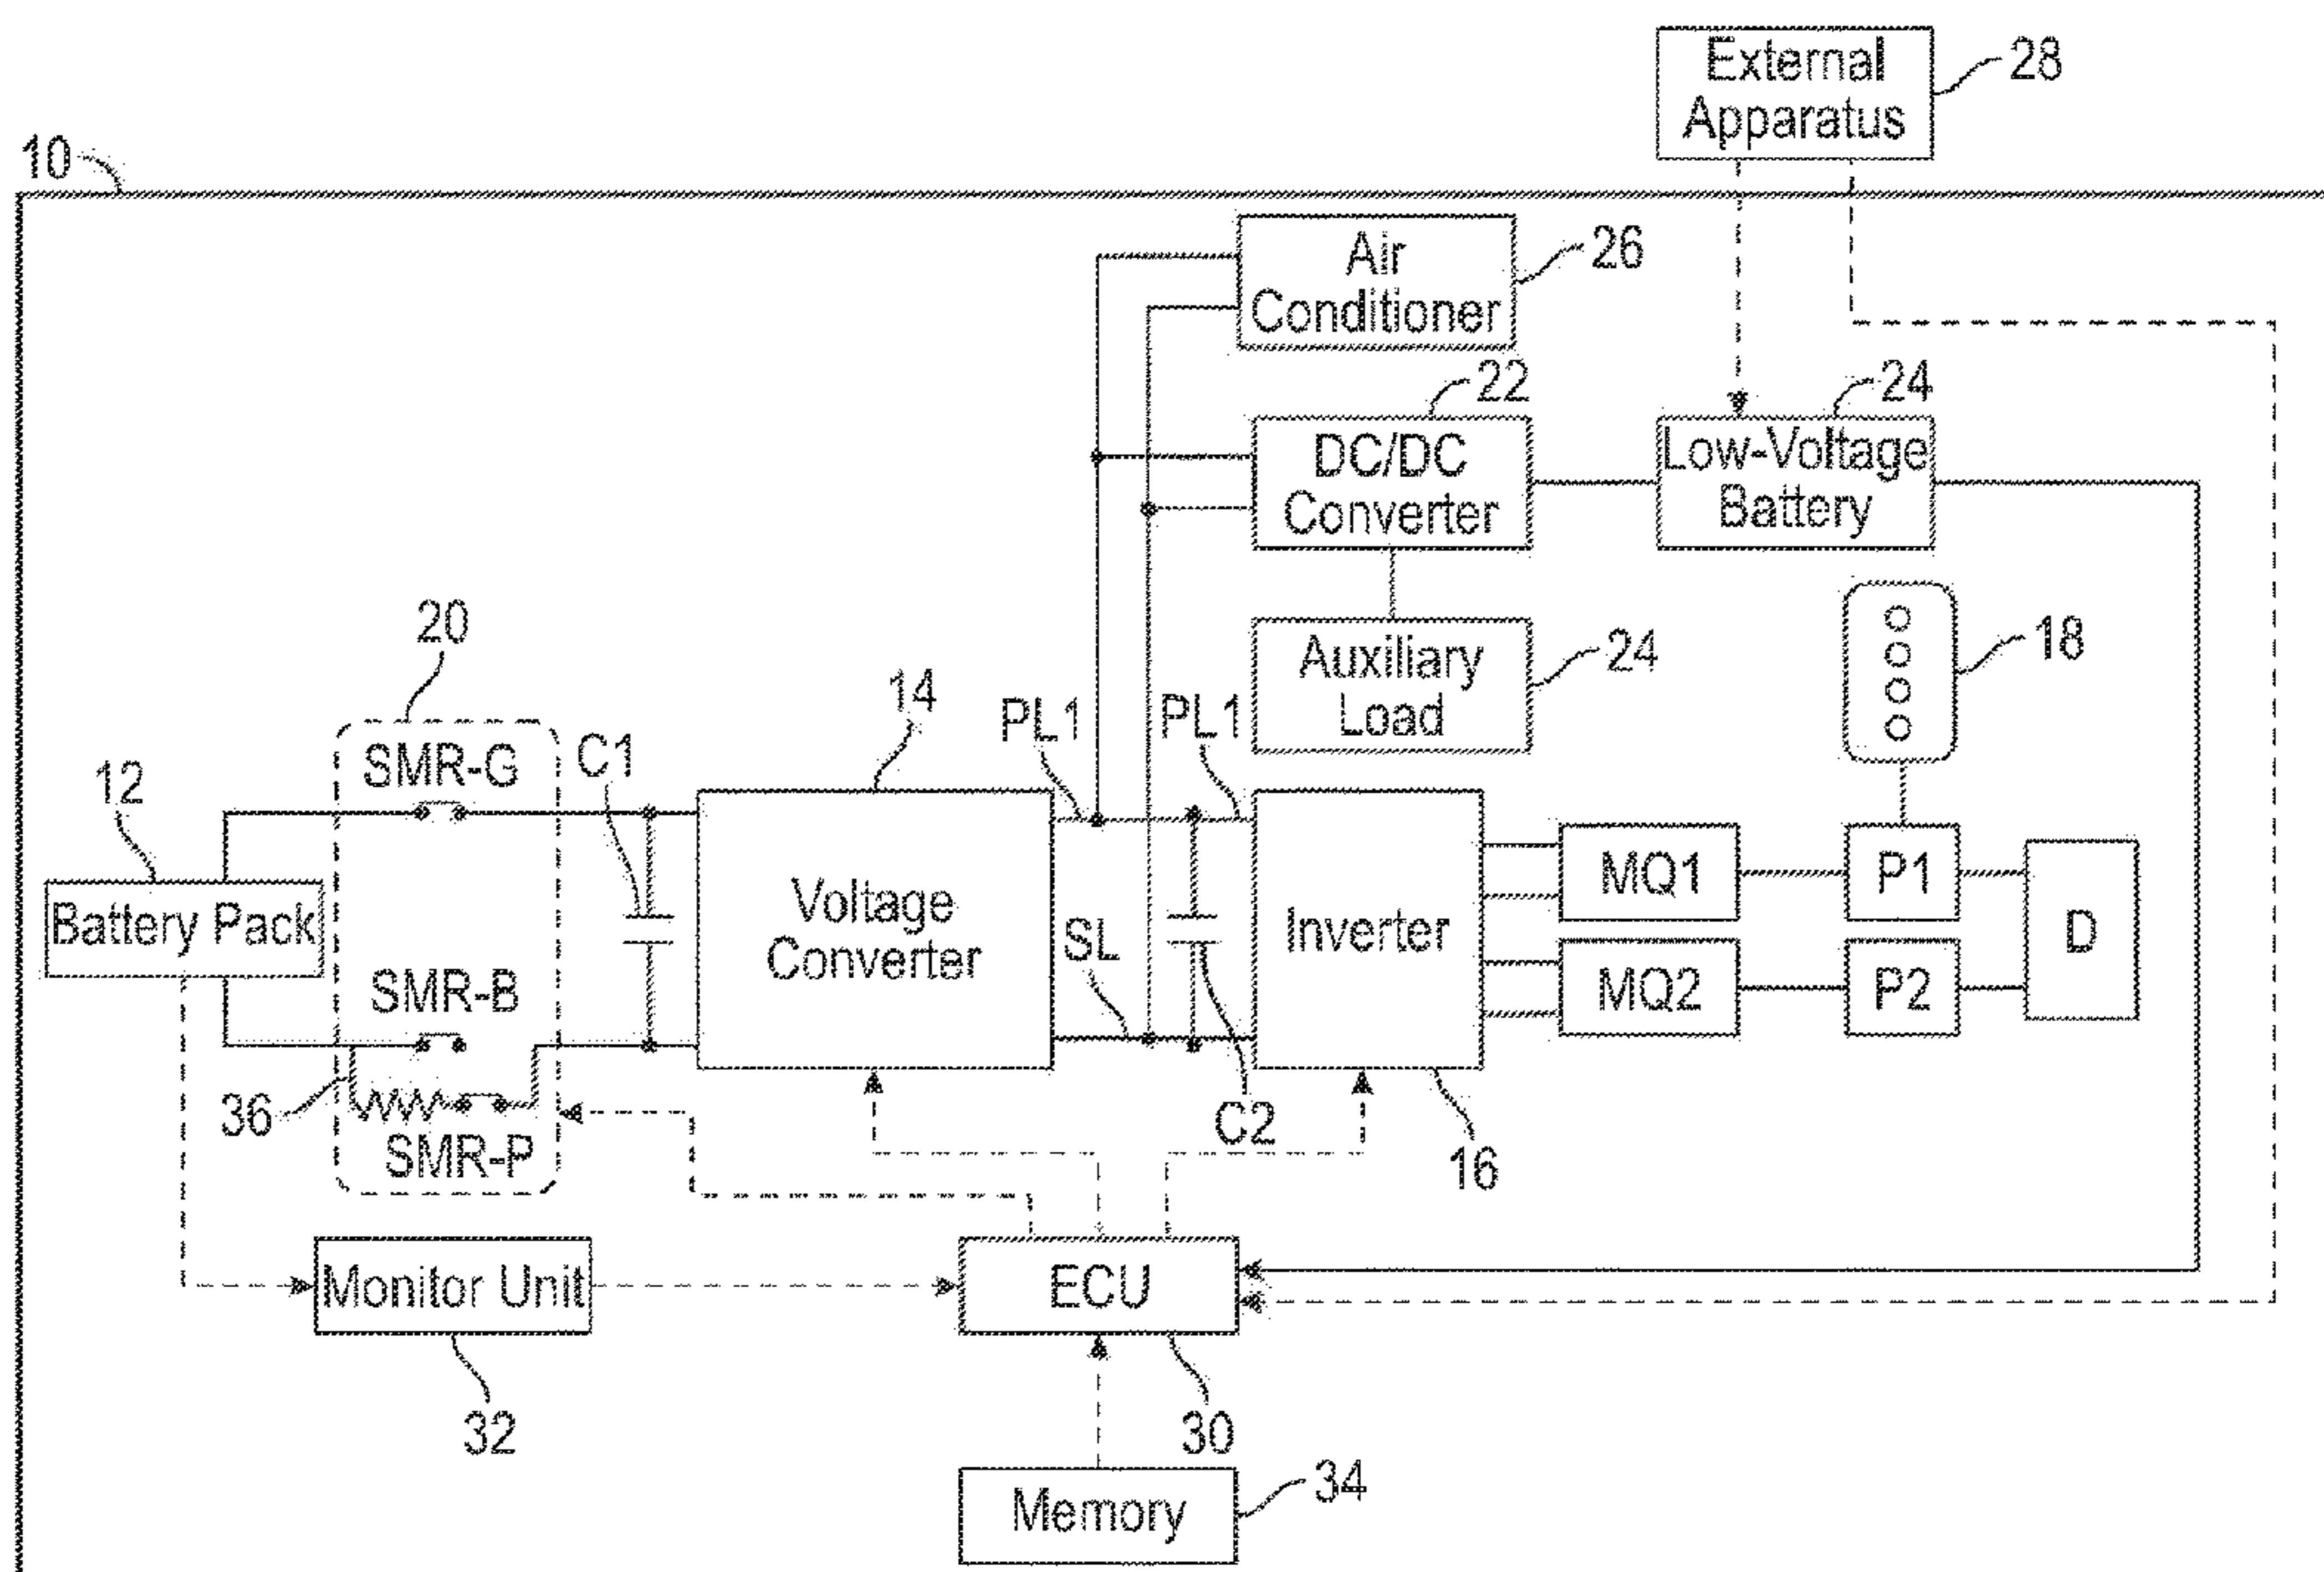 External
Apparatus
28
10
Air
Conditioner
26
22
24
DC/DC
Converter
Low-Voltage
Battery
20
Auxiliary
Load
24
18
14
PL1
PL1
SMR-G
C1
12
Battery Pack
Voltage
Converter
SL
Inverter
MQ1
P1
D
MQ2
P2
SMR-B
36
SMR-P
C2
16
Monitor Unit
ECU
32
30
Memory
34